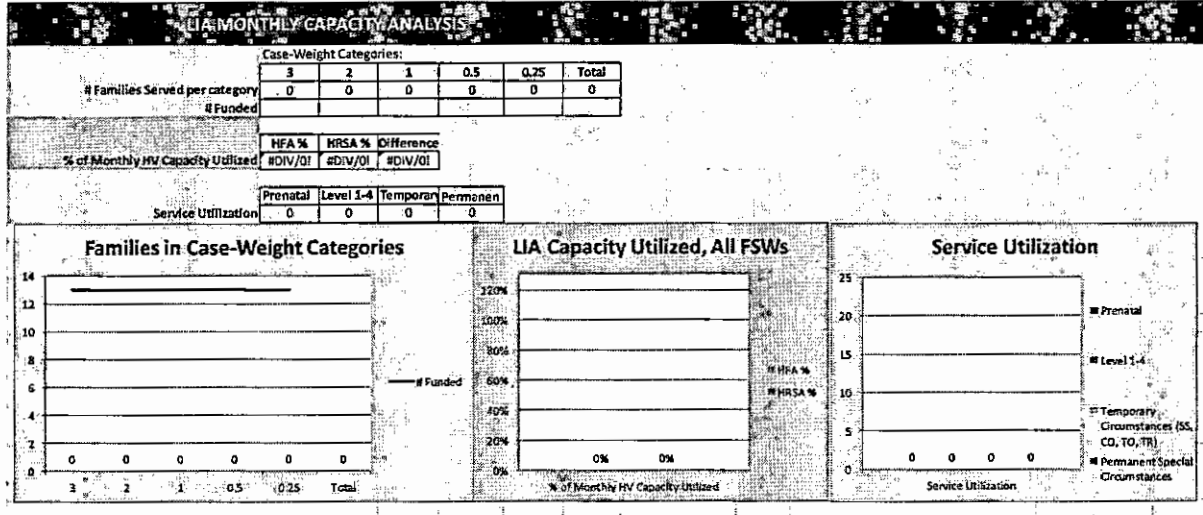 LIA MONTHLY CAPACITY ANALYSIS
Case-Weight Categories:
3 2 1 0.5 0.25 Total
# Families Served per category 0 0 0 0 0 0
# Funded
HFA % HRSA % Difference
% of Monthly HV Capacity Utilized #DIV/0! #DIV/0! #DIV/0!
Prenatal Level 1-4 Temporar Permanen
Service Utilization 0 0 0 0
Families in Case-Weight Categories
14
12
10
8
6
4
2
0
0 0 0 0 0 0
3 2 1 0.5 0.25 Total
# Funded
LIA Capacity Utilized, All FSWs
120%
100%
80%
60%
40%
20%
0%
0% 0%
% of Monthly HV Capacity Utilized
HFA %
HRSA %
Service Utilization
25
20
15
10
5
0
0 0 0 0
Service Utilization
Prenatal
Level 1-4
Temporary
Circumstances (SS,
CO, TO, TR)
Permanent Special
Circumstances